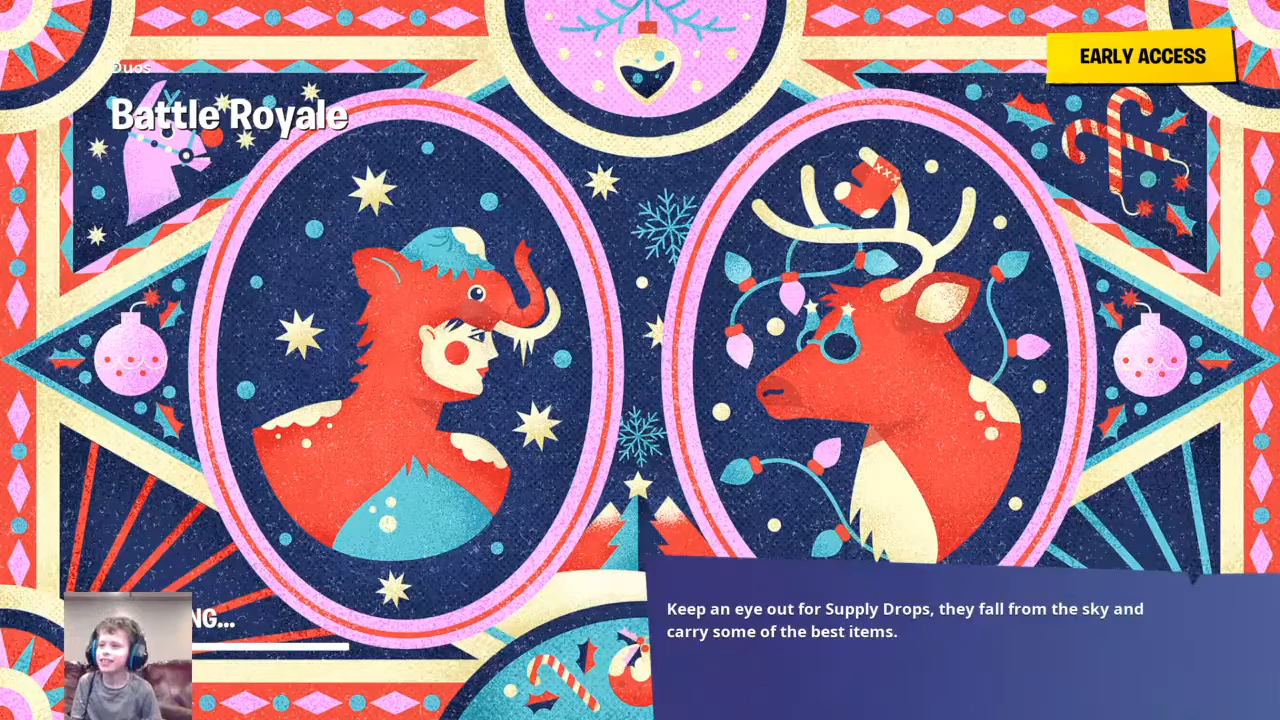 Duos
Battle Royale
EARLY ACCESS
NG...
Keep an eye out for Supply Drops, they fall from the sky and
carry some of the best items.